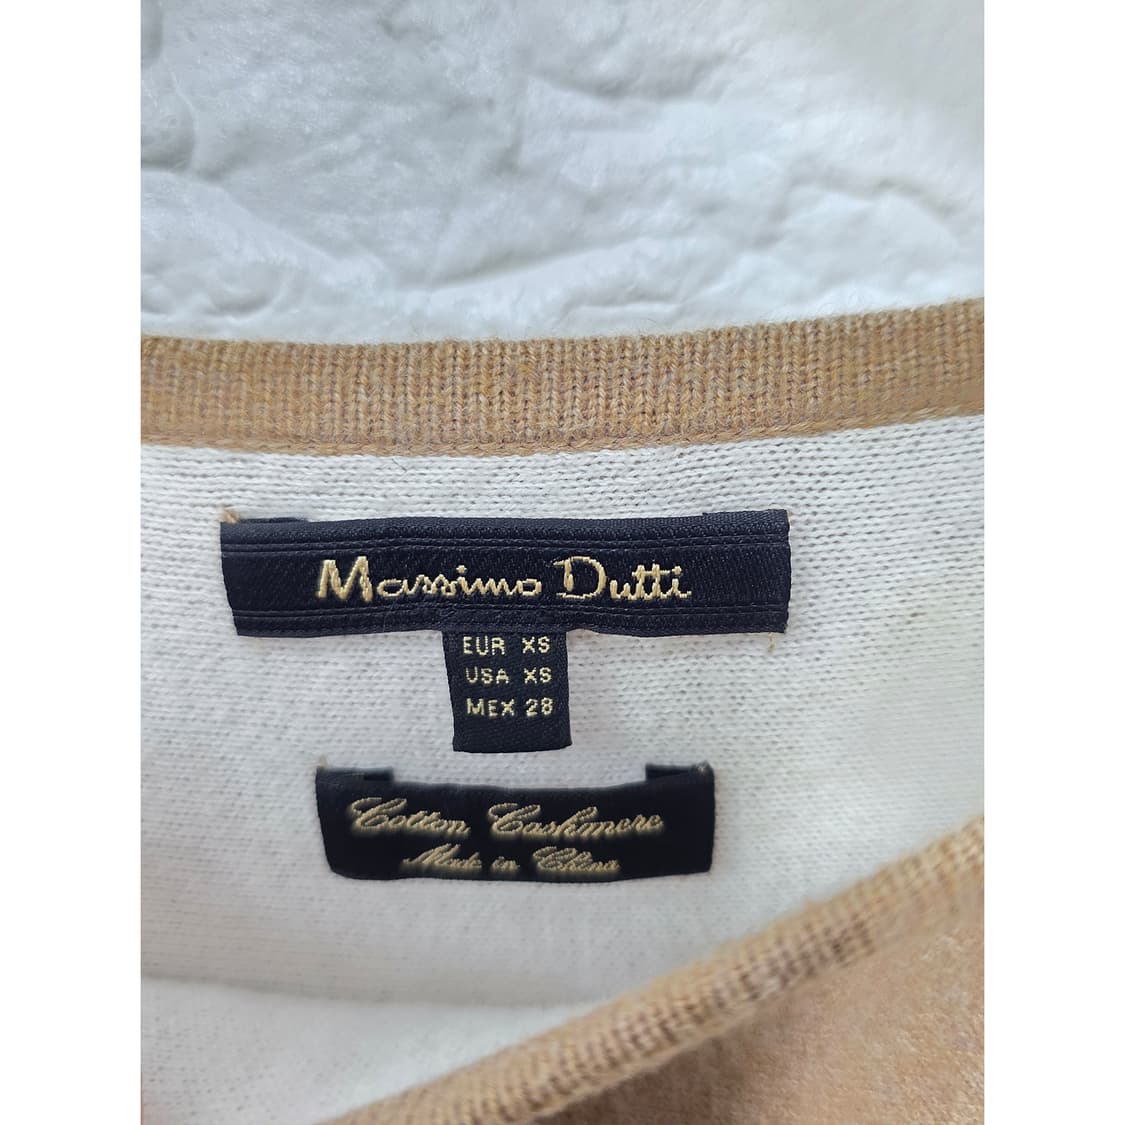 Massimo Dutti
EUR XS
USA XS
MEX 28
Cotton Cashmere
Made in China